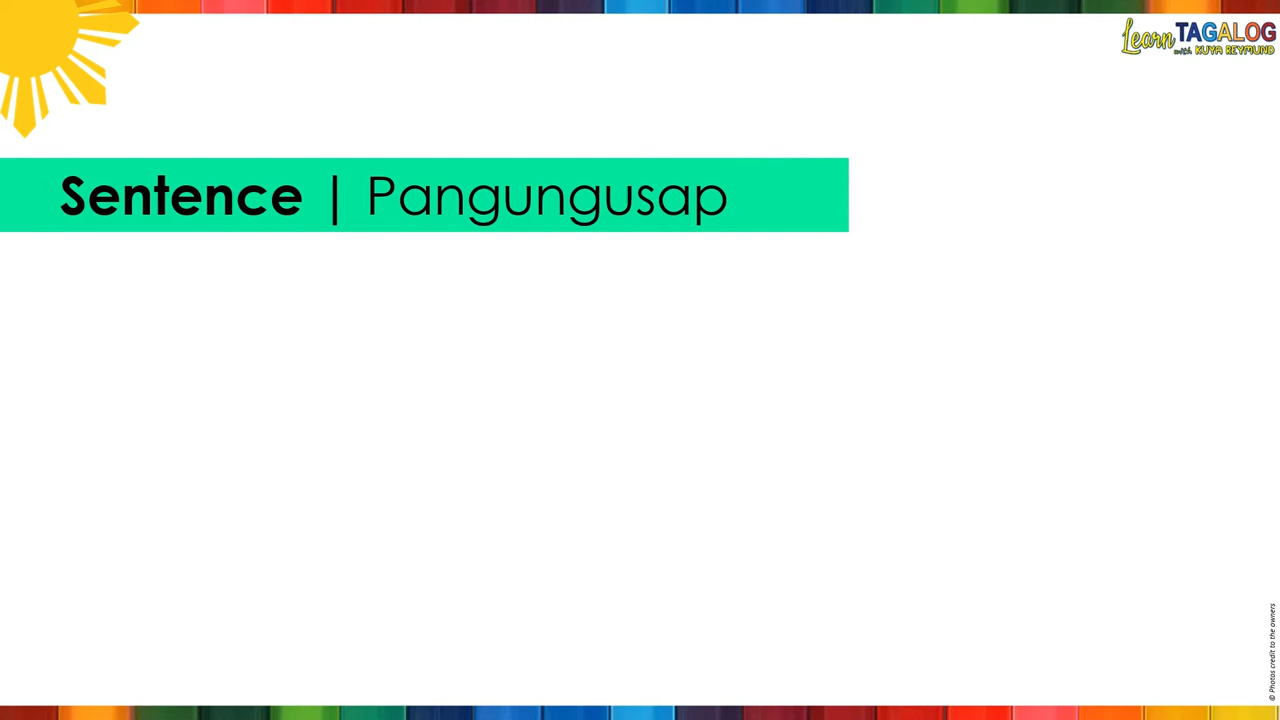 Learn TAGALOG
with KUYA REYMUND
Sentence | Pangungusap
© Photos credit to the owners